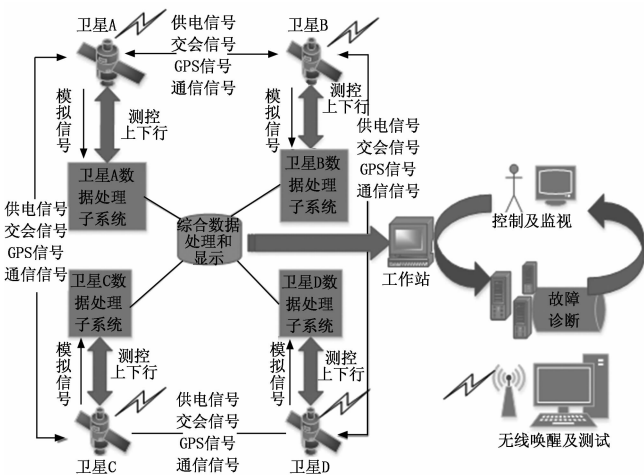 卫星A
供电信号
交会信号
GPS信号
通信信号
卫星B
模拟信号
测控
上下行
模拟信号
测控
上下行
供电信号
交会信号
GPS信号
通信信号
卫星A数
据处理
子系统
卫星B数
据处理
子系统
供电信号
交会信号
GPS信号
通信信号
综合数据
处理和
显示
工作站
控制及监视
卫星C数
据处理
子系统
卫星D数
据处理
子系统
故障
诊断
模拟信号
测控
上下行
模拟信号
测控
上下行
供电信号
交会信号
GPS信号
通信信号
卫星C
卫星D
无线唤醒及测试